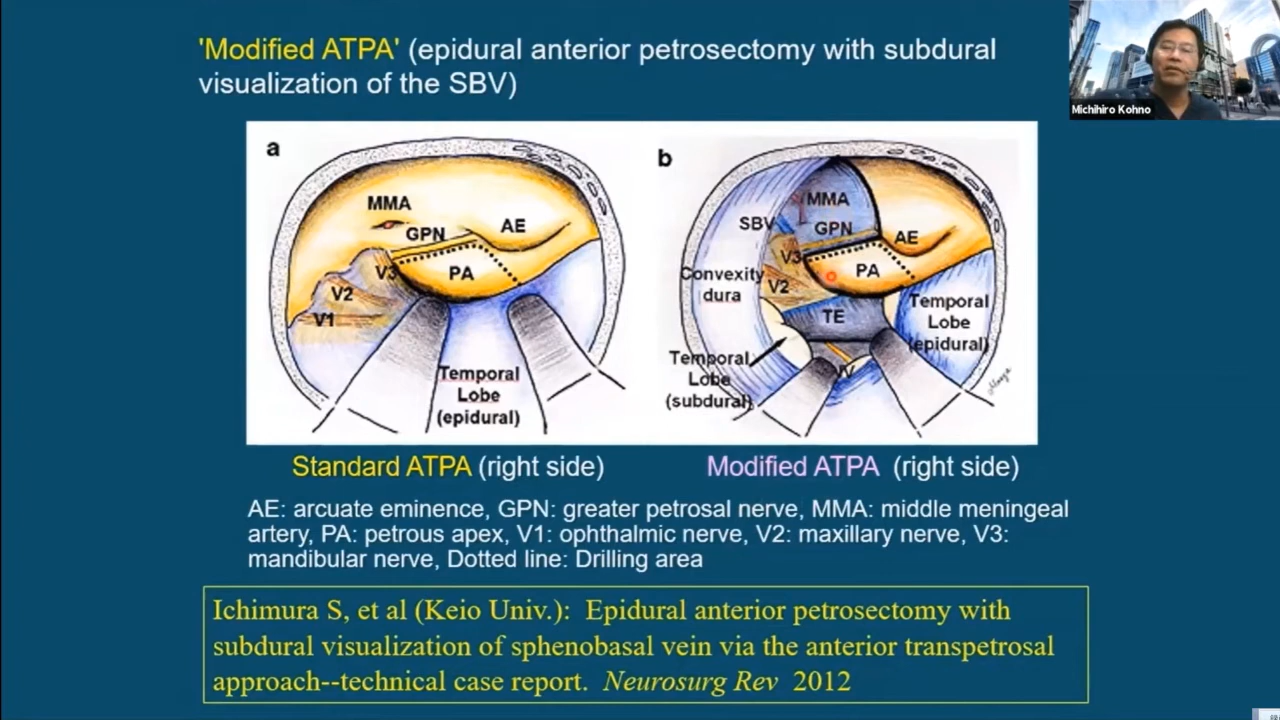 'Modified ATPA' (epidural anterior petrosectomy with subdural
visualization of the SBV)
Michihiro Kohno
a
MMA
GPN
AE
V3
PA
V2
V1
Temporal
Lobe
(epidural)
b
MMA
SBV
GPN
AE
V3
PA
Convexity
dura
V2
TE
Temporal
Lobe
(epidural)
Temporal
Lobe
(subdural)
IV
Standard ATPA (right side)
Modified ATPA (right side)
AE: arcuate eminence, GPN: greater petrosal nerve, MMA: middle meningeal
artery, PA: petrous apex, V1: ophthalmic nerve, V2: maxillary nerve, V3:
mandibular nerve, Dotted line: Drilling area
Ichimura S, et al (Keio Univ.): Epidural anterior petrosectomy with
subdural visualization of sphenobasal vein via the anterior transpetrosal
approach--technical case report. Neurosurg Rev 2012